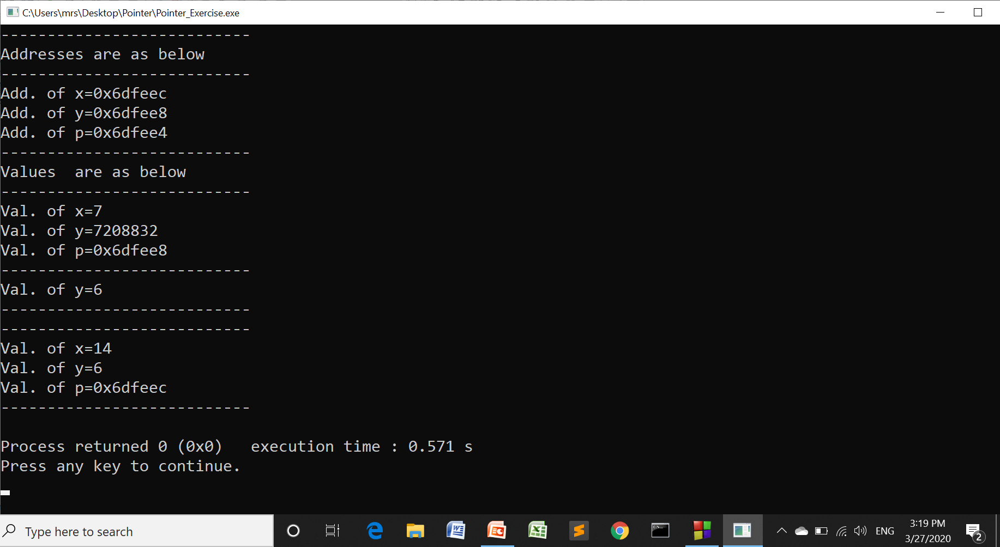 C:\Users\mrs\Desktop\Pointer\Pointer_Exercise.exe
---------------------------
Addresses are as below
---------------------------
Add. of x=0x6dfeec
Add. of y=0x6dfee8
Add. of p=0x6dfee4
---------------------------
Values  are as below
---------------------------
Val. of x=7
Val. of y=7208832
Val. of p=0x6dfee8
---------------------------
Val. of y=6
---------------------------
---------------------------
Val. of x=14
Val. of y=6
Val. of p=0x6dfeec
---------------------------
Process returned 0 (0x0)   execution time : 0.571 s
Press any key to continue.
Type here to search
ENG
3:19 PM
3/27/2020
2